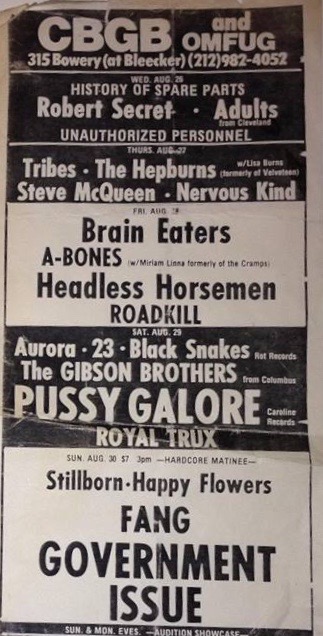 CBGB and
OMFUG
315 Bowery (at Bleecker) (212)982-4052
WED. AUG. 26
HISTORY OF SPARE PARTS
Robert Secret · Adults
from Cleveland
UNAUTHORIZED PERSONNEL
THURS. AUG. 27
Tribes · The Hepburns w/Lisa Burns
(formerly of Velveteen)
Steve McQueen · Nervous Kind
FRI. AUG. 28
Brain Eaters
A-BONES (w/Miriam Linna formerly of the Cramps)
Headless Horsemen
ROADKILL
SAT. AUG. 29
Aurora · 23 · Black Snakes Rat Records
The GIBSON BROTHERS from Columbus
PUSSY GALORE Caroline
Records
ROYAL TRUX
SUN. AUG. 30 $7 3pm —HARDCORE MATINEE—
Stillborn · Happy Flowers
FANG
GOVERNMENT
ISSUE
SUN. & MON. EVES. —AUDITION SHOWCASE—